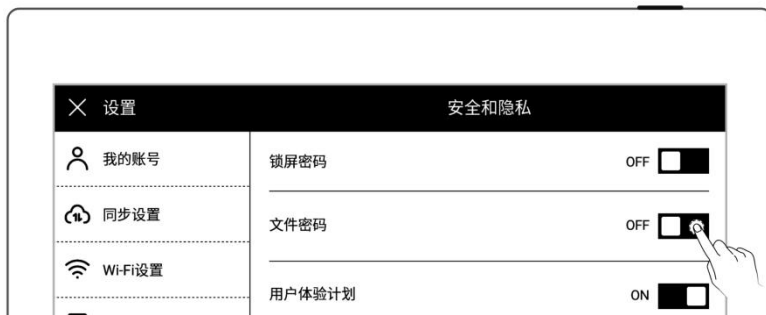 设置
安全和隐私
我的账号
锁屏密码
OFF
同步设置
文件密码
OFF
Wi-Fi设置
用户体验计划
ON